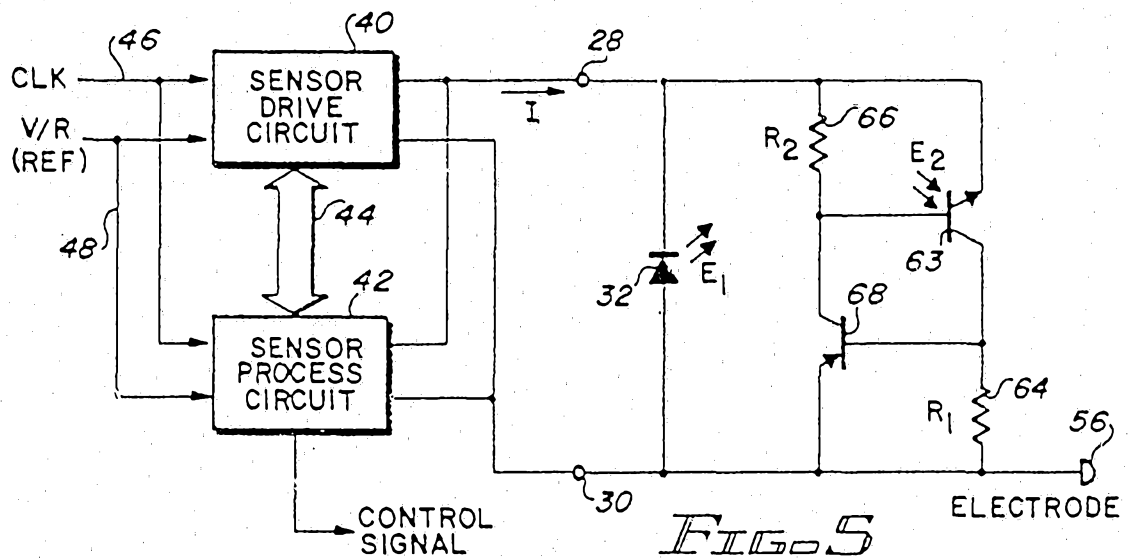 46
40
28
CLK
SENSOR
DRIVE
CIRCUIT
I
V/R
(REF)
R2
66
E2
63
44
48
32
E1
68
42
SENSOR
PROCESS
CIRCUIT
R1
64
56
30
ELECTRODE
CONTROL
SIGNAL
FIG. 5